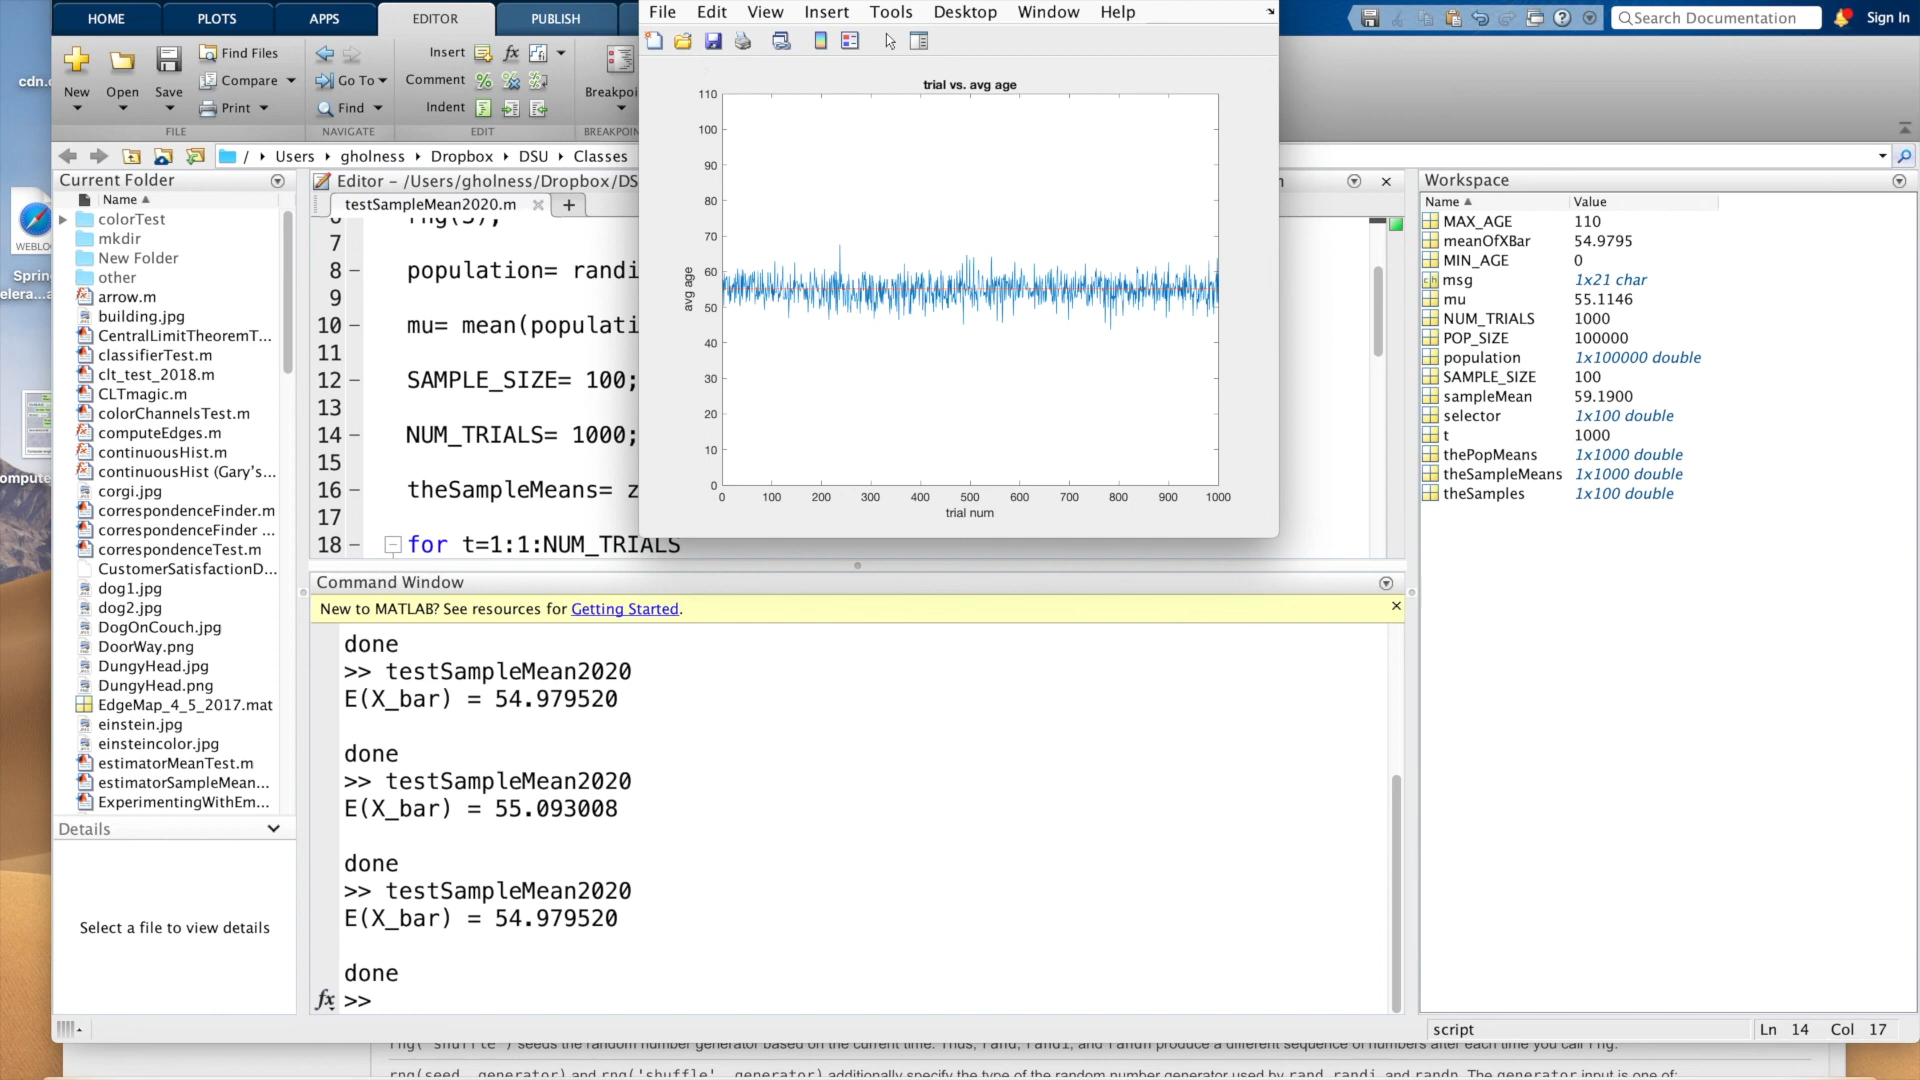 HOME
PLOTS
APPS
EDITOR
PUBLISH
File
Edit
View
Insert
Tools
Desktop
Window
Help
Search Documentation
Sign In
New
Open
Save
Find Files
Compare
Print
Go To
Find
Insert
fx
Comment
Indent
FILE
NAVIGATE
EDIT
/ Users gholness Dropbox DSU Classes
Current Folder
Name
colorTest
mkdir
New Folder
other
arrow.m
building.jpg
CentralLimitTheoremT...
classifierTest.m
clt_test_2018.m
CLTmagic.m
colorChannelsTest.m
computeEdges.m
continuousHist.m
continuousHist (Gary's...
corgi.jpg
correspondenceFinder.m
correspondenceFinder ...
correspondenceTest.m
CustomerSatisfactionD...
dog1.jpg
dog2.jpg
DogOnCouch.jpg
DoorWay.png
DungyHead.jpg
DungyHead.png
EdgeMap_4_5_2017.mat
einstein.jpg
einsteincolor.jpg
estimatorMeanTest.m
estimatorSampleMean...
ExperimentingWithEm...
Details
Select a file to view details
Editor – /Users/gholness/Dropbox/DS
testSampleMean2020.m
7
8 – population= randi
9
10 – mu= mean(populati
11
12 – SAMPLE_SIZE= 100;
13
14 – NUM_TRIALS= 1000;
15
16 – theSampleMeans= z
17
18 – for t=1:1:NUM_TRIALS
trial vs. avg age
110
100
90
80
70
60
50
40
30
20
10
0
avg age
0 100 200 300 400 500 600 700 800 900 1000
trial num
Command Window
New to MATLAB? See resources for Getting Started.
done
>> testSampleMean2020
E(X_bar) = 54.979520
done
>> testSampleMean2020
E(X_bar) = 55.093008
done
>> testSampleMean2020
E(X_bar) = 54.979520
done
fx >>
Workspace
Name Value
MAX_AGE 110
meanOfXBar 54.9795
MIN_AGE 0
msg 1x21 char
mu 55.1146
NUM_TRIALS 1000
POP_SIZE 100000
population 1x100000 double
SAMPLE_SIZE 100
sampleMean 59.1900
selector 1x100 double
t 1000
thePopMeans 1x1000 double
theSampleMeans 1x1000 double
theSamples 1x100 double
script
Ln 14 Col 17